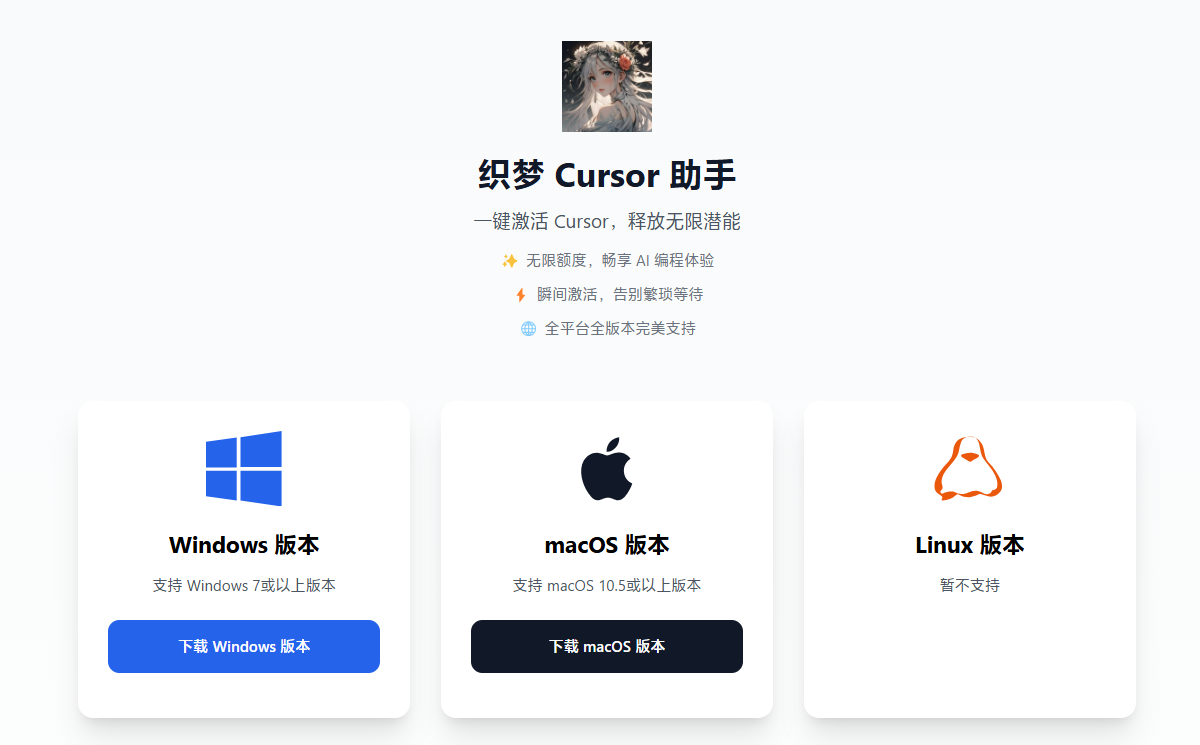 织梦 Cursor 助手
一键激活 Cursor，释放无限潜能
✨ 无限额度，畅享 AI 编程体验
⚡ 瞬间激活，告别繁琐等待
🌐 全平台全版本完美支持
Windows 版本
支持 Windows 7或以上版本
下载 Windows 版本
macOS 版本
支持 macOS 10.5或以上版本
下载 macOS 版本
Linux 版本
暂不支持